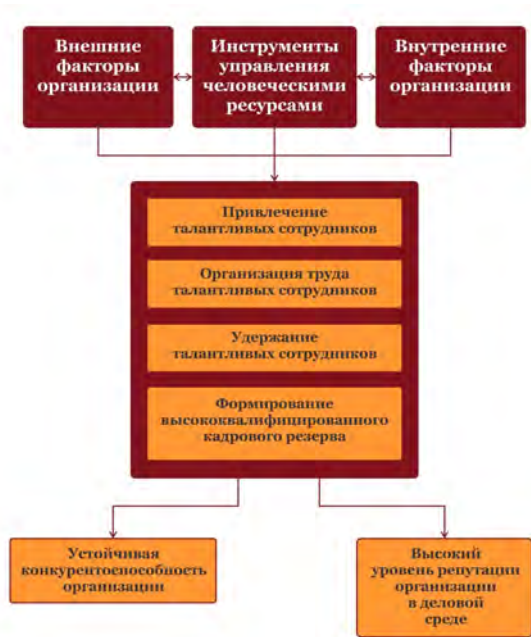 Внешние
факторы
организации
Инструменты
управления
человеческими
ресурсами
Внутренние
факторы
организации
Привлечение
талантливых сотрудников
Организация труда
талантливых сотрудников
Удержание
талантливых сотрудников
Формирование
высококвалифицированного
кадрового резерва
Устойчивая
конкурентоспособность
организации
Высокий
уровень репутации
организации
в деловой
среде